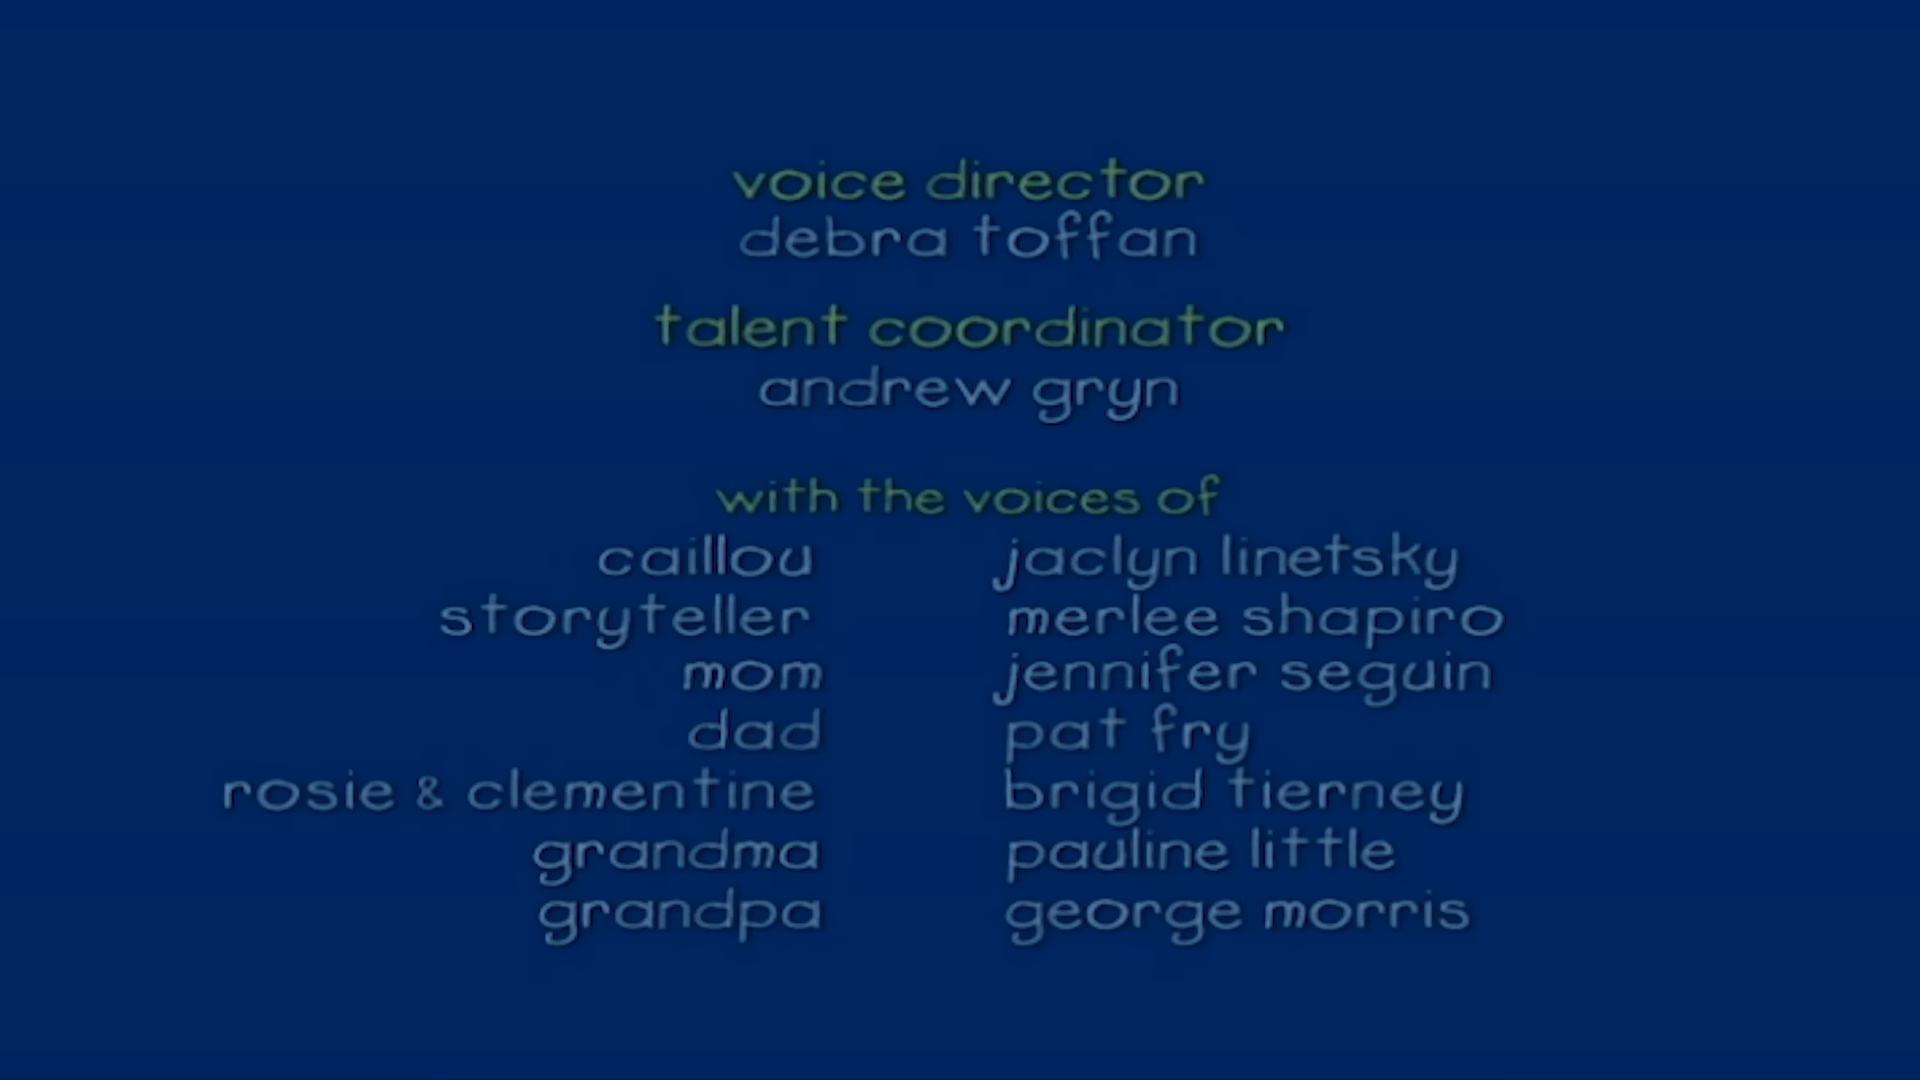 voice director
debra toffan
talent coordinator
andrew gryn
with the voices of
caillou jaclyn linetsky
storyteller merlee shapiro
mom jennifer seguin
dad pat fry
rosie & clementine brigid tierney
grandma pauline little
grandpa george morris